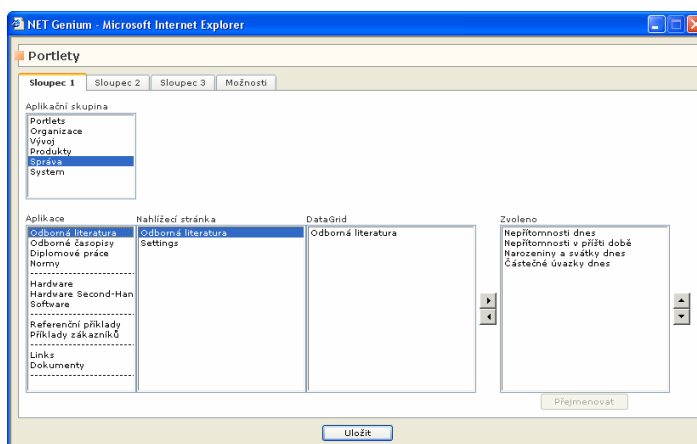 NET Genium - Microsoft Internet Explorer
Portlety
Sloupec 1 Sloupec 2 Sloupec 3 Možnosti
Aplikační skupina
Portlets
Organizace
Vývoj
Produkty
Správa
System
Aplikace Nahlížecí stránka DataGrid Zvoleno
Odborná literatura
Odborné časopisy
Diplomové práce
Normy
Hardware
Hardware Second-Han
Software
Referenční příklady
Příklady zákazníků
Links
Dokumenty
Odborná literatura
Settings
Odborná literatura
Nepřítomnosti dnes
Nepřítomnosti v příští době
Narozeniny a svátky dnes
Částečné úvazky dnes
Přejmenovat
Uložit